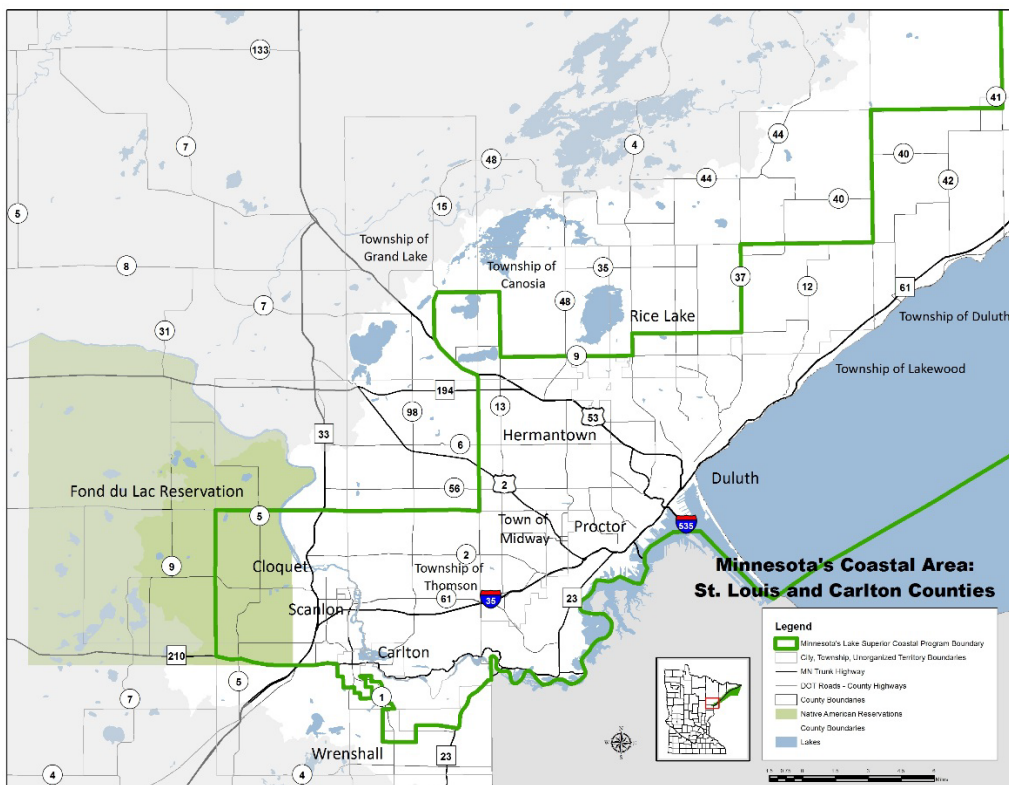 133
41
44
4
7
40
48
44
42
40
15
5
Township of
Grand Lake
8
Township of
Canosia
35
37
12
61
7
48
Rice Lake
Township of Duluth
31
9
Township of Lakewood
194
98
13
53
33
Hermantown
6
Duluth
Fond du Lac Reservation
56
2
5
Town of
Midway
Proctor
535
9
Cloquet
2
Township of
Thomson
Minnesota's Coastal Area:
St. Louis and Carlton Counties
61
35
23
Scanlon
210
Carlton
5
7
1
Wrenshall
23
4
4
Legend
Minnesota's Lake Superior Coastal Program Boundary
City, Township, Unorganized Territory Boundaries
MN Trunk Highway
DOT Roads - County Highways
County Boundaries
Native American Reservations
County Boundaries
Lakes